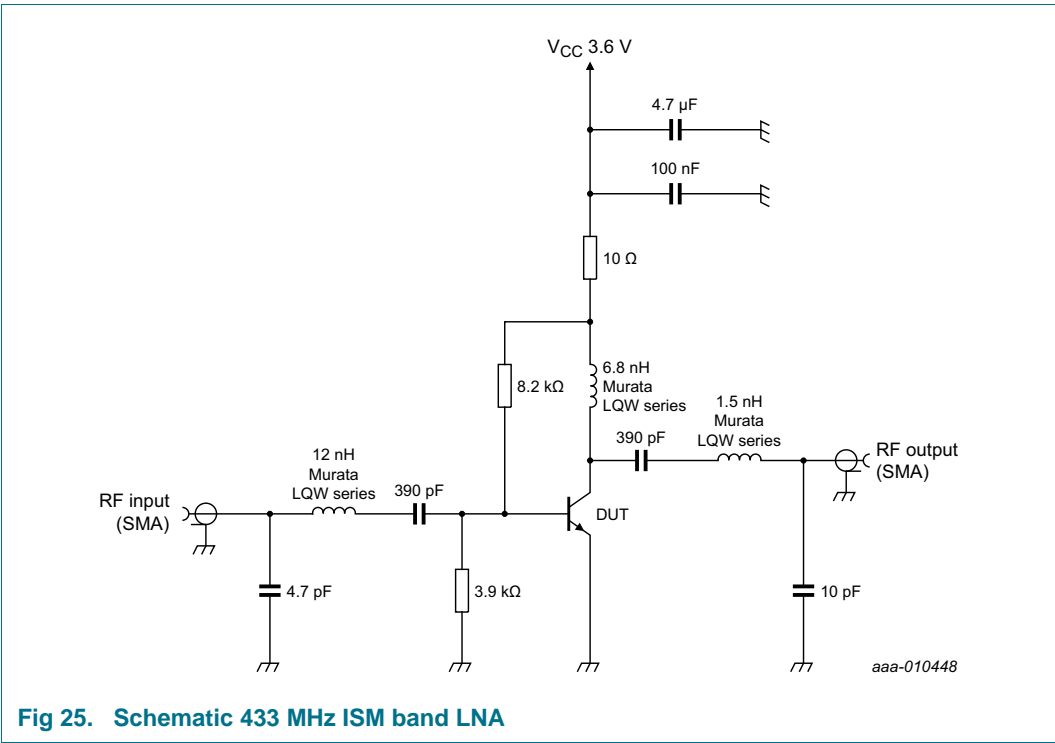 VCC 3.6 V
4.7 µF
100 nF
10 Ω
8.2 kΩ
6.8 nH
Murata
LQW series
1.5 nH
Murata
LQW series
390 pF
RF output
(SMA)
12 nH
Murata
LQW series
390 pF
RF input
(SMA)
DUT
4.7 pF
3.9 kΩ
10 pF
aaa-010448
Fig 25. Schematic 433 MHz ISM band LNA